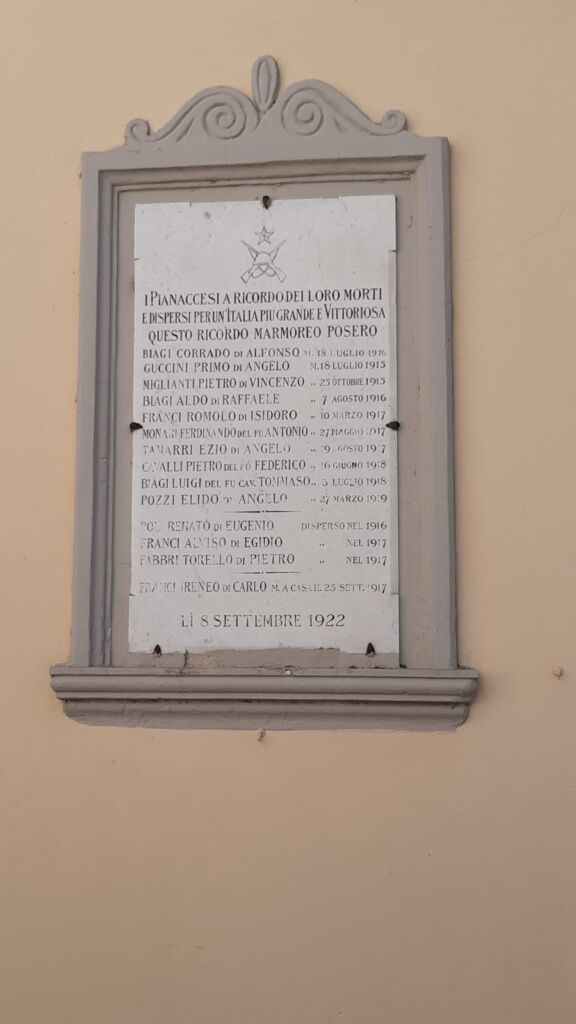 I PIANACCESI A RICORDO DEI LORO MORTI
E DISPERSI PER UN'ITALIA PIU GRANDE E VITTORIOSA
QUESTO RICORDO MARMOREO POSERO
BIAGI CORRADO DI ALFONSO M. 18 LUGLIO 1916
GUCCINI PRIMO DI ANGELO M. 18 LUGLIO 1915
MIGLIANTI PIETRO DI VINCENZO „ 25 OTTOBRE 1915
BIAGI ALDO DI RAFFAELE „ 7 AGOSTO 1916
FRANCI ROMOLO DI ISIDORO „ 10 MARZO 1917
FERDINANDO DEL FU ANTONIO „ 27 MAGGIO 1917
TAMARRI EZIO DI ANGELO „ AGOSTO 1917
CAVALLI PIETRO DEL FU FEDERICO „ 16 GIUGNO 1918
BIAGI LUIGI DEL FU CAV. TOMMASO „ LUGLIO 1918
POZZI ELIDO DI ANGELO „ 27 MARZO 1919
RENATO DI EUGENIO DISPERSO NEL 1916
FRANCI ALVISO DI EGIDIO „ NEL 1917
FABBRI TORELLO DI PIETRO „ NEL 1917
FRANCI IRENEO DI CARLO M. A CASA IL 25 SETT. 1917
LÌ 8 SETTEMBRE 1922